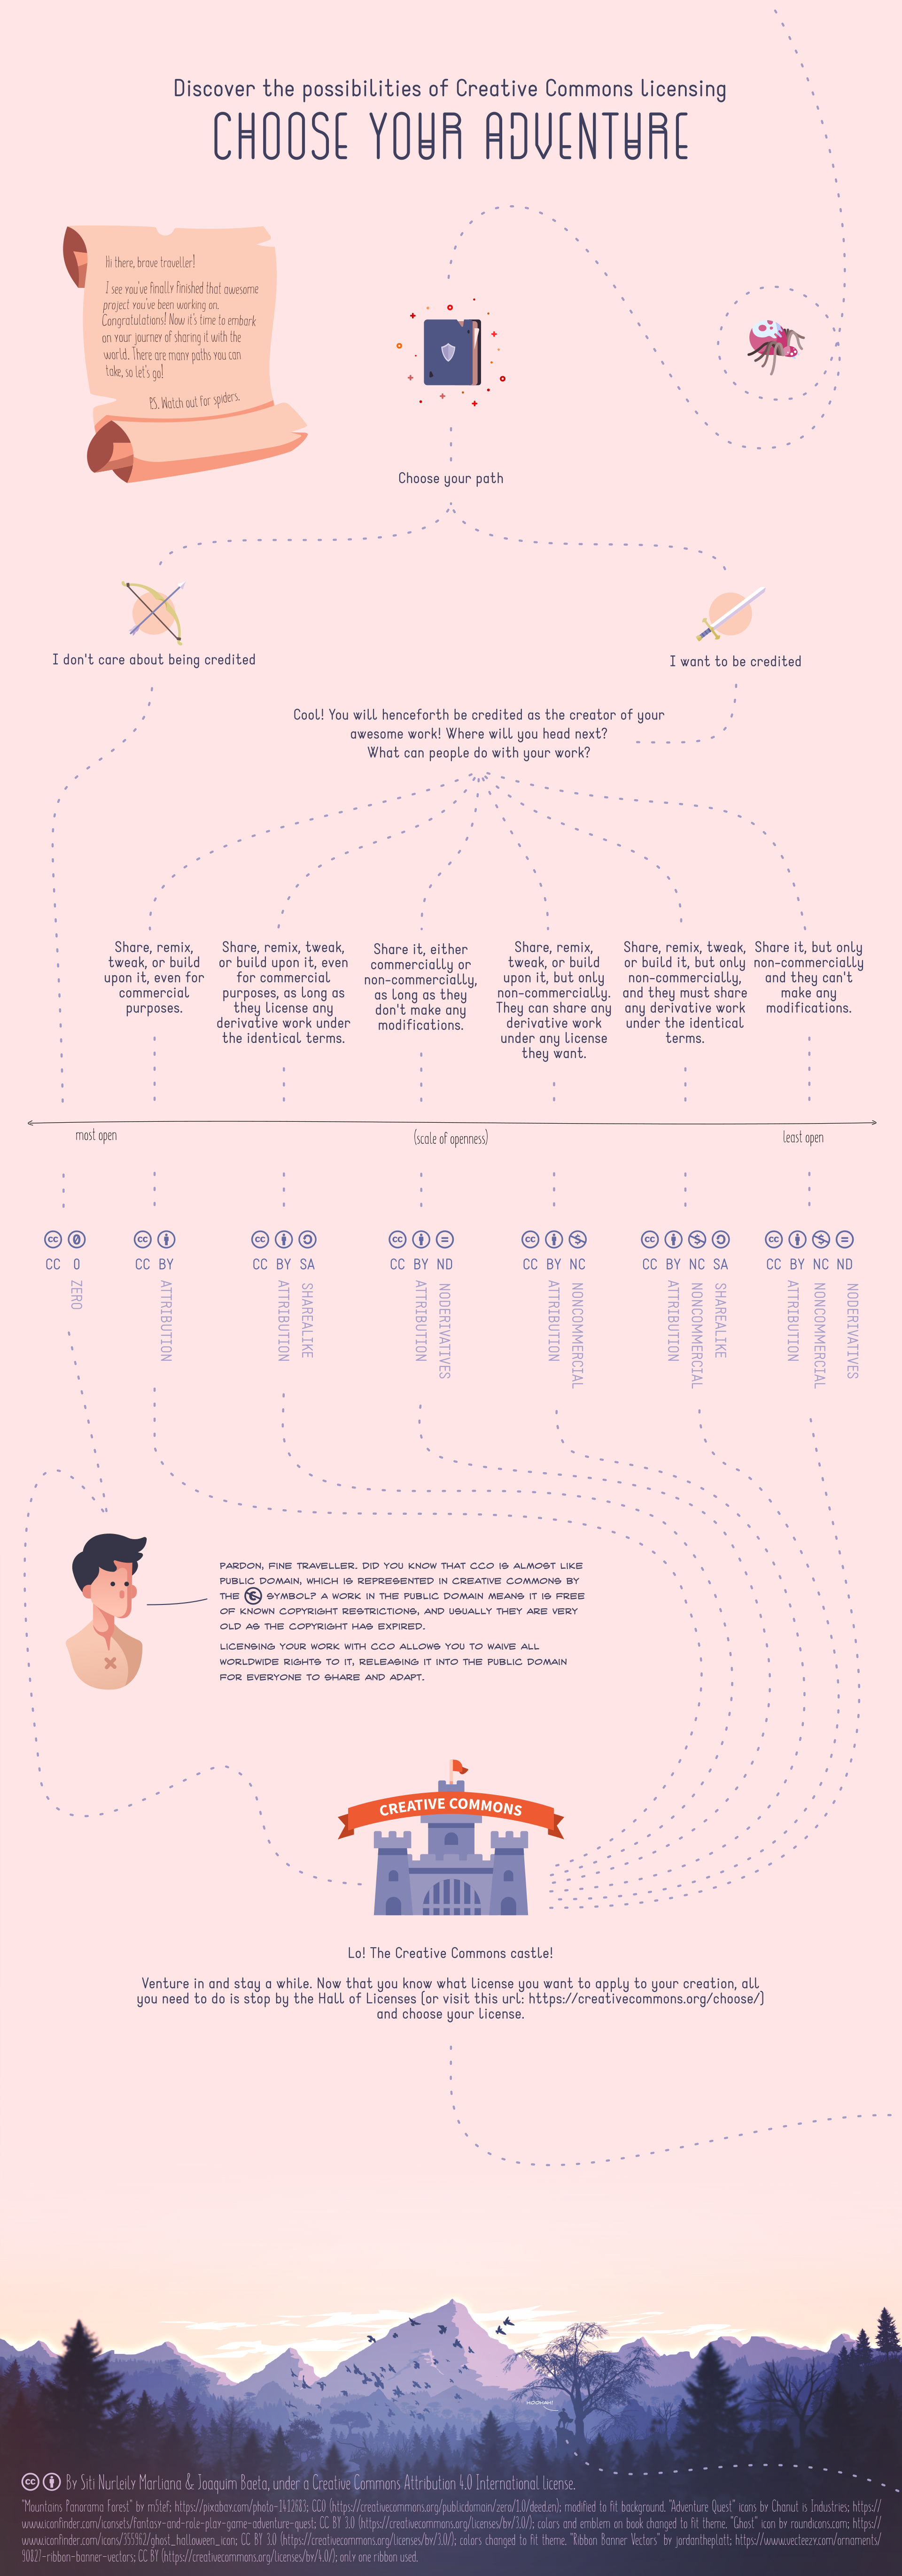 Discover the possibilities of Creative Commons licensing
CHOOSE YOUR ADVENTURE
Hi there, brave traveller!
I see you've finally finished that awesome
project you've been working on.
Congratulations! Now it's time to embark
on your journey of sharing it with the
world. There are many paths you can
take, so let's go!
PS. Watch out for spiders.
Choose your path
I don't care about being credited
I want to be credited
Cool! You will henceforth be credited as the creator of your
awesome work! Where will you head next?
What can people do with your work?
Share, remix,
tweak, or build
upon it, even for
commercial
purposes.
Share, remix, tweak,
or build upon it, even
for commercial
purposes, as long as
they license any
derivative work under
the identical terms.
Share it, either
commercially or
non-commercially,
as long as they
don't make any
modifications.
Share, remix,
tweak, or build
upon it, but only
non-commercially.
They can share any
derivative work
under any license
they want.
Share, remix, tweak,
or build it, but only
non-commercially,
and they must share
any derivative work
under the identical
terms.
Share it, but only
non-commercially
and they can't
make any
modifications.
most open
(scale of openness)
least open
CC 0
ZERO
CC BY
ATTRIBUTION
CC BY SA
ATTRIBUTION
SHAREALIKE
CC BY ND
ATTRIBUTION
NODERIVATIVES
CC BY NC
ATTRIBUTION
NONCOMMERCIAL
CC BY NC SA
ATTRIBUTION
NONCOMMERCIAL
SHAREALIKE
CC BY NC ND
ATTRIBUTION
NONCOMMERCIAL
NODERIVATIVES
PARDON, FINE TRAVELLER. DID YOU KNOW THAT CC0 IS ALMOST LIKE
PUBLIC DOMAIN, WHICH IS REPRESENTED IN CREATIVE COMMONS BY
THE SYMBOL? A WORK IN THE PUBLIC DOMAIN MEANS IT IS FREE
OF KNOWN COPYRIGHT RESTRICTIONS, AND USUALLY THEY ARE VERY
OLD AS THE COPYRIGHT HAS EXPIRED.
LICENSING YOUR WORK WITH CC0 ALLOWS YOU TO WAIVE ALL
WORLDWIDE RIGHTS TO IT, RELEASING IT INTO THE PUBLIC DOMAIN
FOR EVERYONE TO SHARE AND ADAPT.
CREATIVE COMMONS
Lo! The Creative Commons castle!
Venture in and stay a while. Now that you know what license you want to apply to your creation, all
you need to do is stop by the Hall of Licenses (or visit this url: https://creativecommons.org/choose/)
and choose your license.
HOOHAH!
By Siti Nurleily Marliana & Joaquim Baeta, under a Creative Commons Attribution 4.0 International license.
"Mountains Panorama Forest" by mStef; https://pixabay.com/photo-1412683; CC0 (https://creativecommons.org/publicdomain/zero/1.0/deed.en); modified to fit background. "Adventure Quest" icons by Chanut is Industries; https://
www.iconfinder.com/iconsets/fantasy-and-role-play-game-adventure-quest; CC BY 3.0 (https://creativecommons.org/licenses/by/3.0/); colors and emblem on book changed to fit theme. "Ghost" icon by roundicons.com; https://
www.iconfinder.com/icons/355962/ghost_halloween_icon; CC BY 3.0 (https://creativecommons.org/licenses/by/3.0/); colors changed to fit theme. "Ribbon Banner Vectors" by jordantheplatt; https://www.vecteezy.com/ornaments/
90827-ribbon-banner-vectors; CC BY (https://creativecommons.org/licenses/by/4.0/); only one ribbon used.